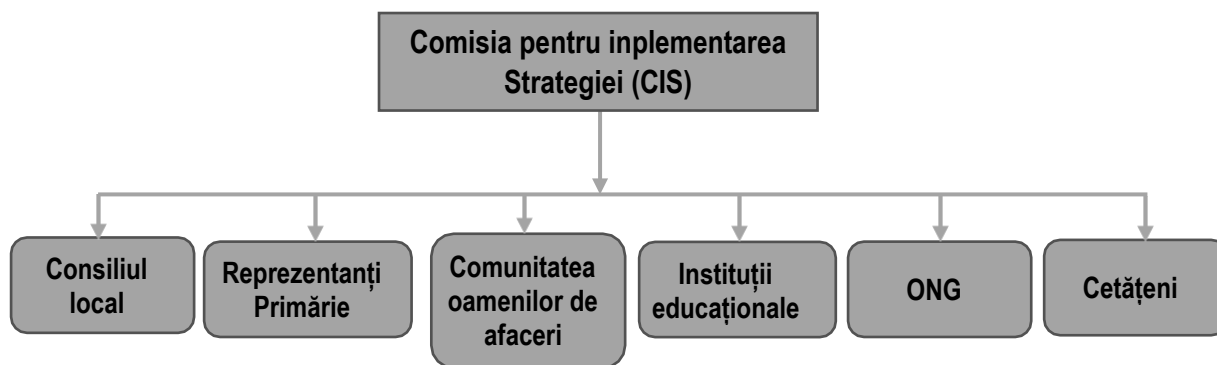 Comisia pentru inplementarea
Strategiei (CIS)
Consiliul
local
Reprezentanți
Primărie
Comunitatea
oamenilor de
afaceri
Instituții
educaționale
ONG
Cetățeni